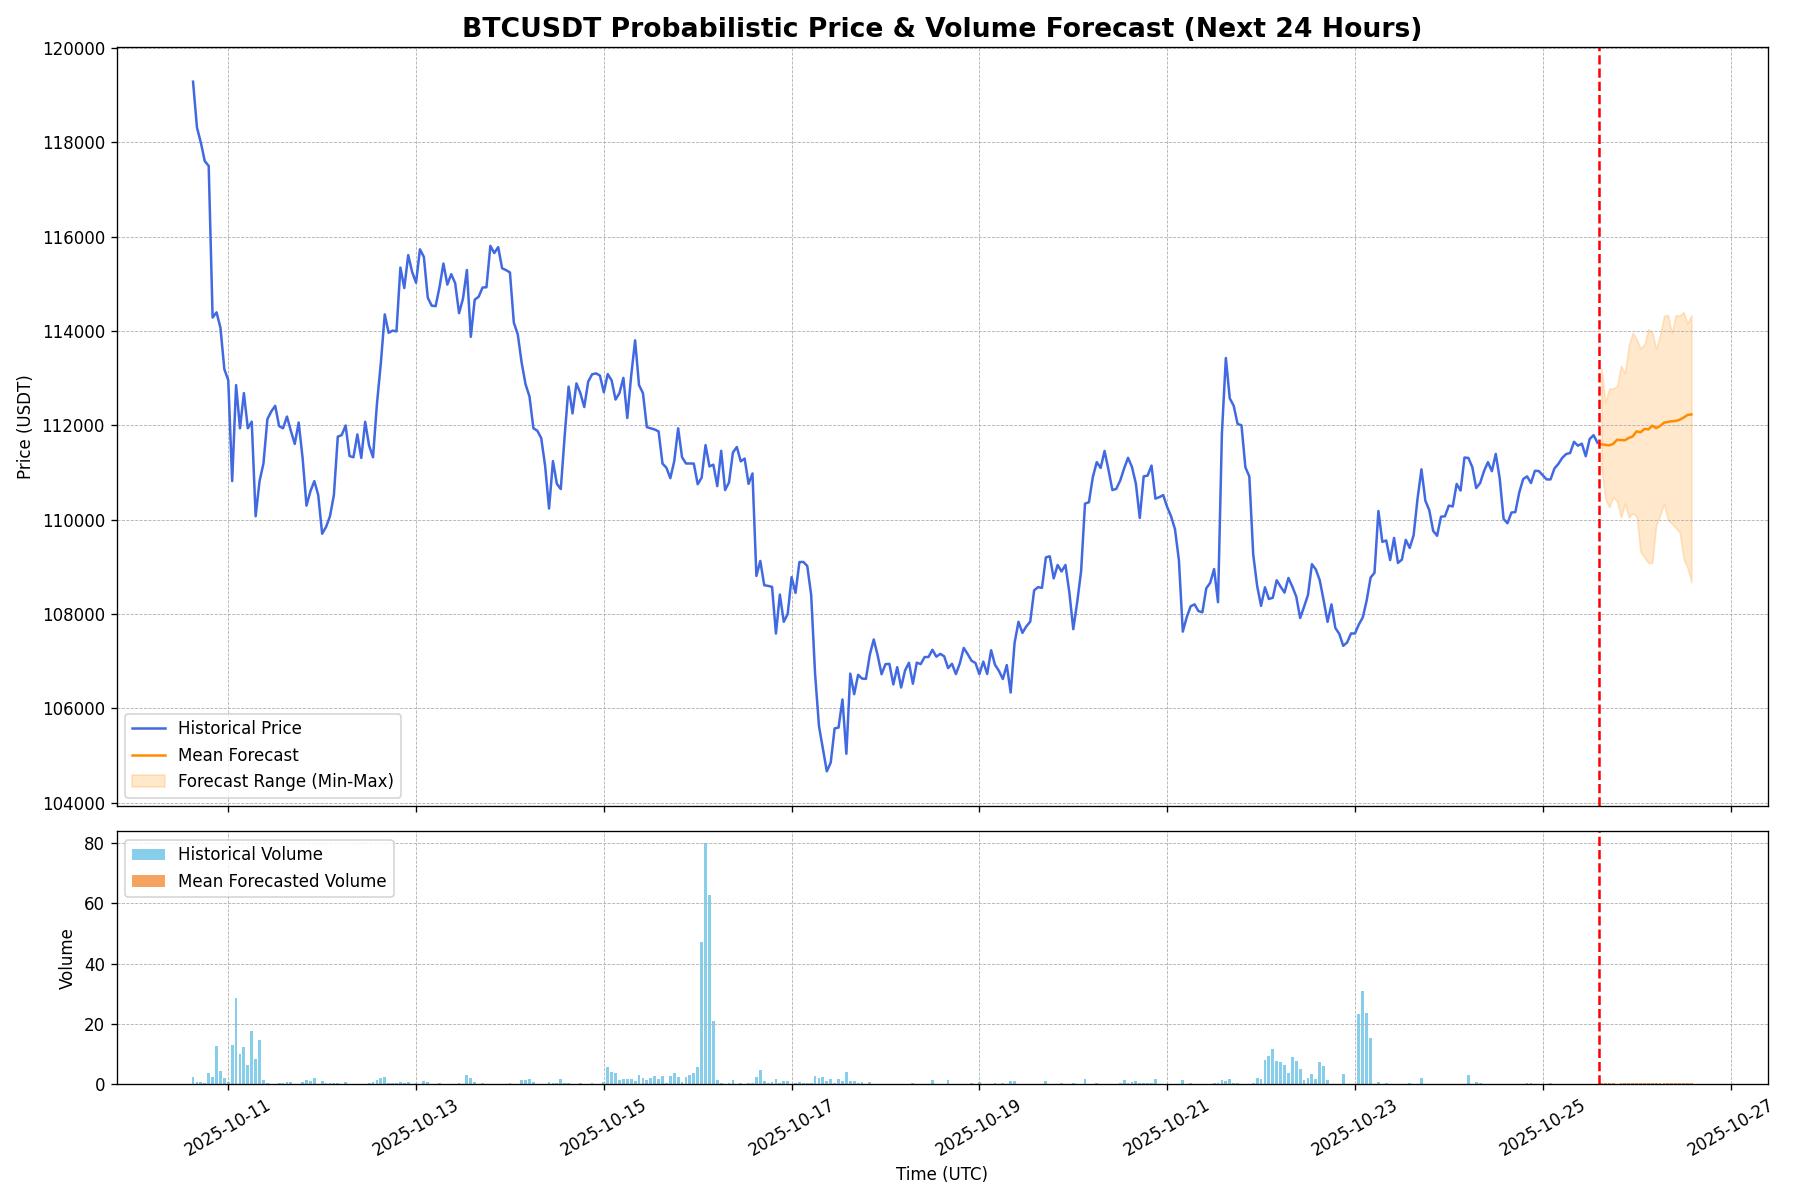 BTCUSDT Probabilistic Price & Volume Forecast (Next 24 Hours)
120000
118000
116000
114000
112000
110000
108000
106000
104000
Price (USDT)
Historical Price
Mean Forecast
Forecast Range (Min-Max)
80
60
40
20
0
Volume
Historical Volume
Mean Forecasted Volume
2025-10-11
2025-10-13
2025-10-15
2025-10-17
2025-10-19
2025-10-21
2025-10-23
2025-10-25
2025-10-27
Time (UTC)